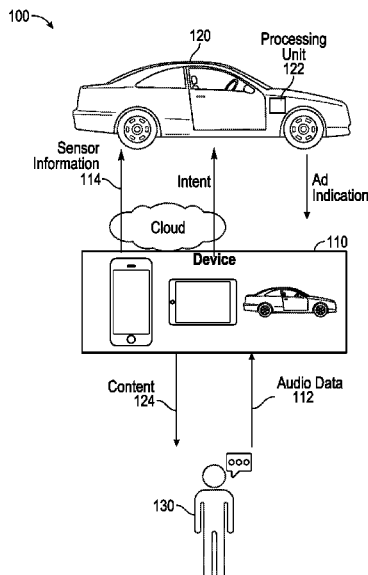 100
120
Processing
Unit
122
Sensor
Information
114
Intent
Ad
Indication
Cloud
110
Device
Content
124
Audio Data
112
130